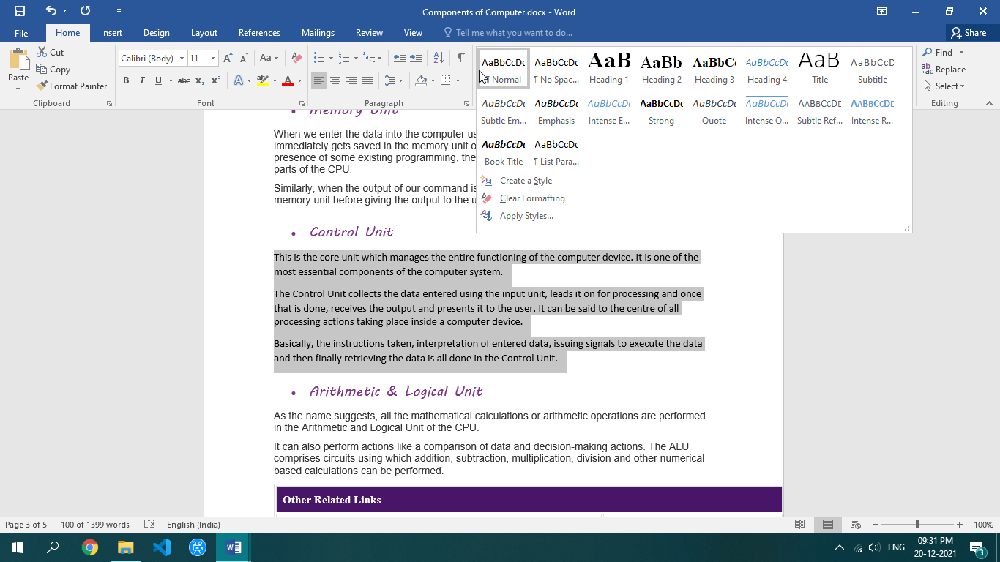 Components of Computer.docx - Word
File Home Insert Design Layout References Mailings Review View Tell me what you want to do... Share
Paste
Cut
Copy
Format Painter
Clipboard
Calibri (Body) 11
Font
Paragraph
AaBbCcDc AaBbCcDc AaB AaBb AaBbC AaBbCcDc AaB AaBbCcD
¶ Normal ¶ No Spac... Heading 1 Heading 2 Heading 3 Heading 4 Title Subtitle
AaBbCcDc AaBbCcDc AaBbCcDc AaBbCcDc AaBbCcDc AaBbCcDc AABBCCDE AABBCCDE
Subtle Em... Emphasis Intense E... Strong Quote Intense Q... Subtle Ref... Intense R...
AaBbCcDc AaBbCcDc
Book Title ¶ List Para...
Create a Style
Clear Formatting
Apply Styles...
Find
Replace
Select
Editing
• Memory Unit
When we enter the data into the computer us
immediately gets saved in the memory unit o
presence of some existing programming, the
parts of the CPU.
Similarly, when the output of our command is
memory unit before giving the output to the u
• Control Unit
This is the core unit which manages the entire functioning of the computer device. It is one of the
most essential components of the computer system.
The Control Unit collects the data entered using the input unit, leads it on for processing and once
that is done, receives the output and presents it to the user. It can be said to the centre of all
processing actions taking place inside a computer device.
Basically, the instructions taken, interpretation of entered data, issuing signals to execute the data
and then finally retrieving the data is all done in the Control Unit.
• Arithmetic & Logical Unit
As the name suggests, all the mathematical calculations or arithmetic operations are performed
in the Arithmetic and Logical Unit of the CPU.
It can also perform actions like a comparison of data and decision-making actions. The ALU
comprises circuits using which addition, subtraction, multiplication, division and other numerical
based calculations can be performed.
Other Related Links
Page 3 of 5 100 of 1399 words English (India) 100%
ENG
09:31 PM
20-12-2021
3